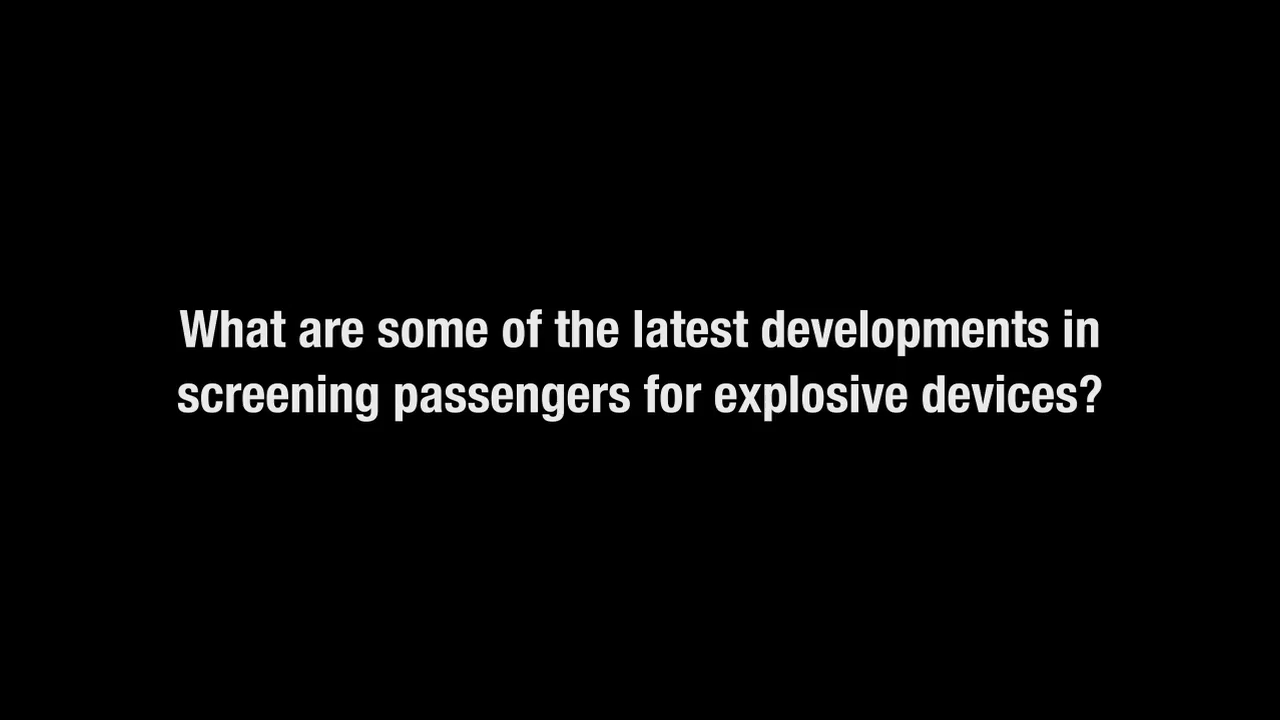 What are some of the latest developments in
screening passengers for explosive devices?